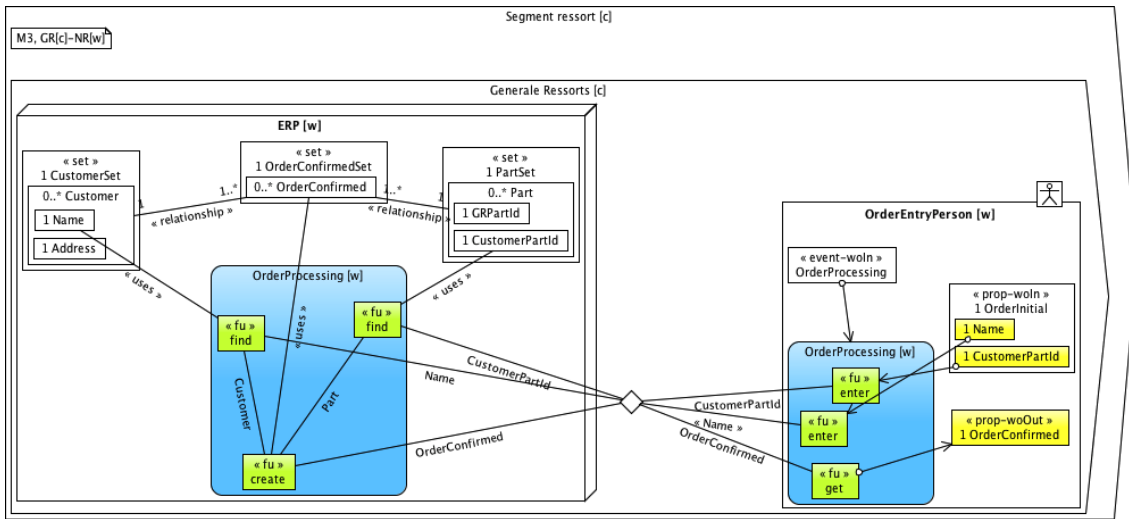 Segment ressort [c]
M3, GR[c]-NR[w]
Generale Ressorts [c]
ERP [w]
« set »
1 CustomerSet
0..* Customer
1 Name
1 Address
« set »
1 OrderConfirmedSet
0..* OrderConfirmed
« set »
1 PartSet
0..* Part
1 GRPartId
1 CustomerPartId
1
1..*
« relationship »
1..*
1
« relationship »
« uses »
« uses »
« uses »
OrderProcessing [w]
« fu »
find
« fu »
find
Customer
Part
« fu »
create
CustomerPartId
Name
OrderConfirmed
CustomerPartId
« Name »
OrderConfirmed
OrderEntryPerson [w]
« event-woIn »
OrderProcessing
« prop-woIn »
1 OrderInitial
1 Name
1 CustomerPartId
OrderProcessing [w]
« fu »
enter
« fu »
enter
« fu »
get
« prop-woOut »
1 OrderConfirmed